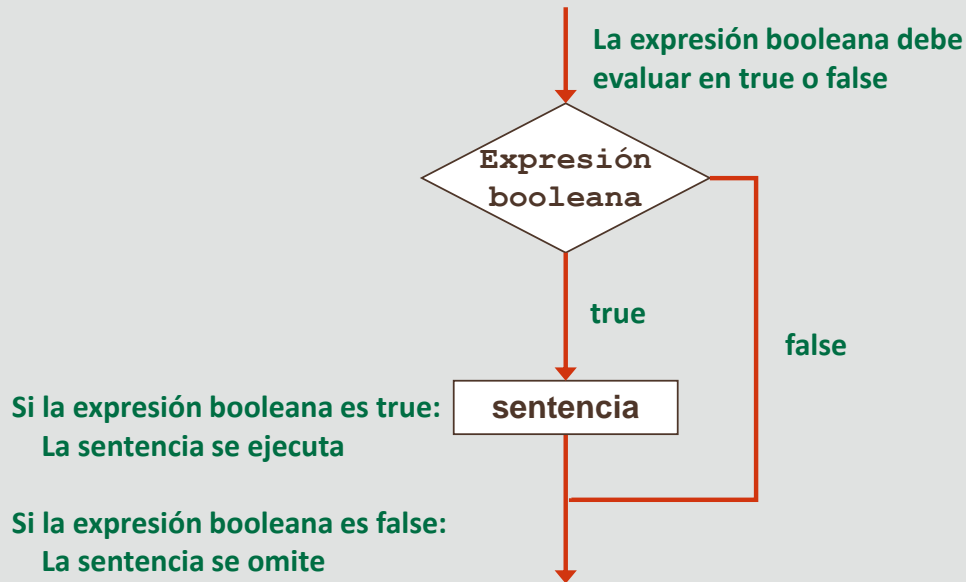 La expresión booleana debe
evaluar en true o false
Expresión
booleana
true
false
Si la expresión booleana es true:
La sentencia se ejecuta
sentencia
Si la expresión booleana es false:
La sentencia se omite